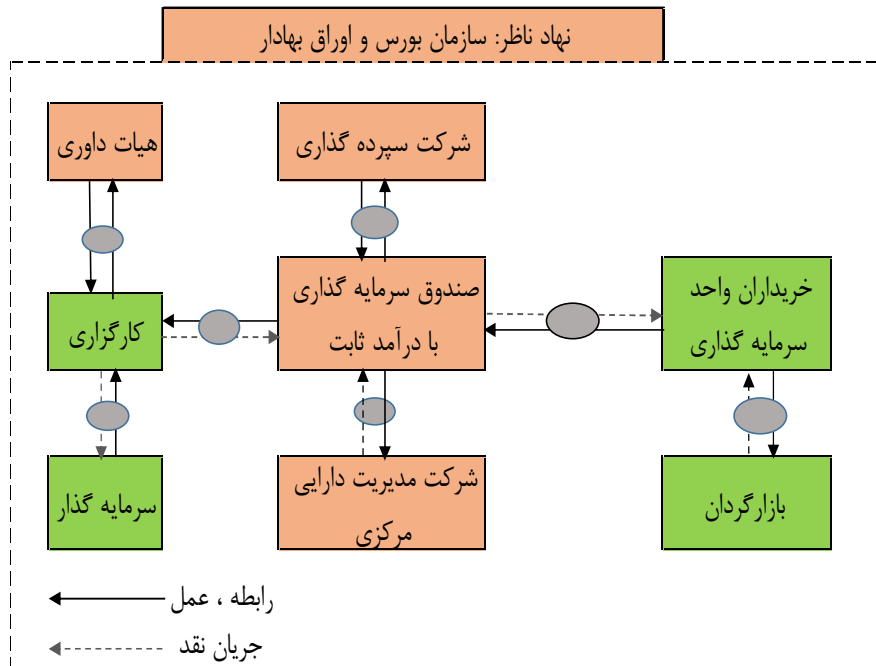 نهاد ناظر: سازمان بورس و اوراق بهادار
هیات داوری
شرکت سپرده گذاری
کارگزاری
صندوق سرمایه گذاری
با درآمد ثابت
خریداران واحد
سرمایه گذاری
سرمایه گذار
شرکت مدیریت دارایی
مرکزی
بازارگردان
رابطه ، عمل
جریان نقد